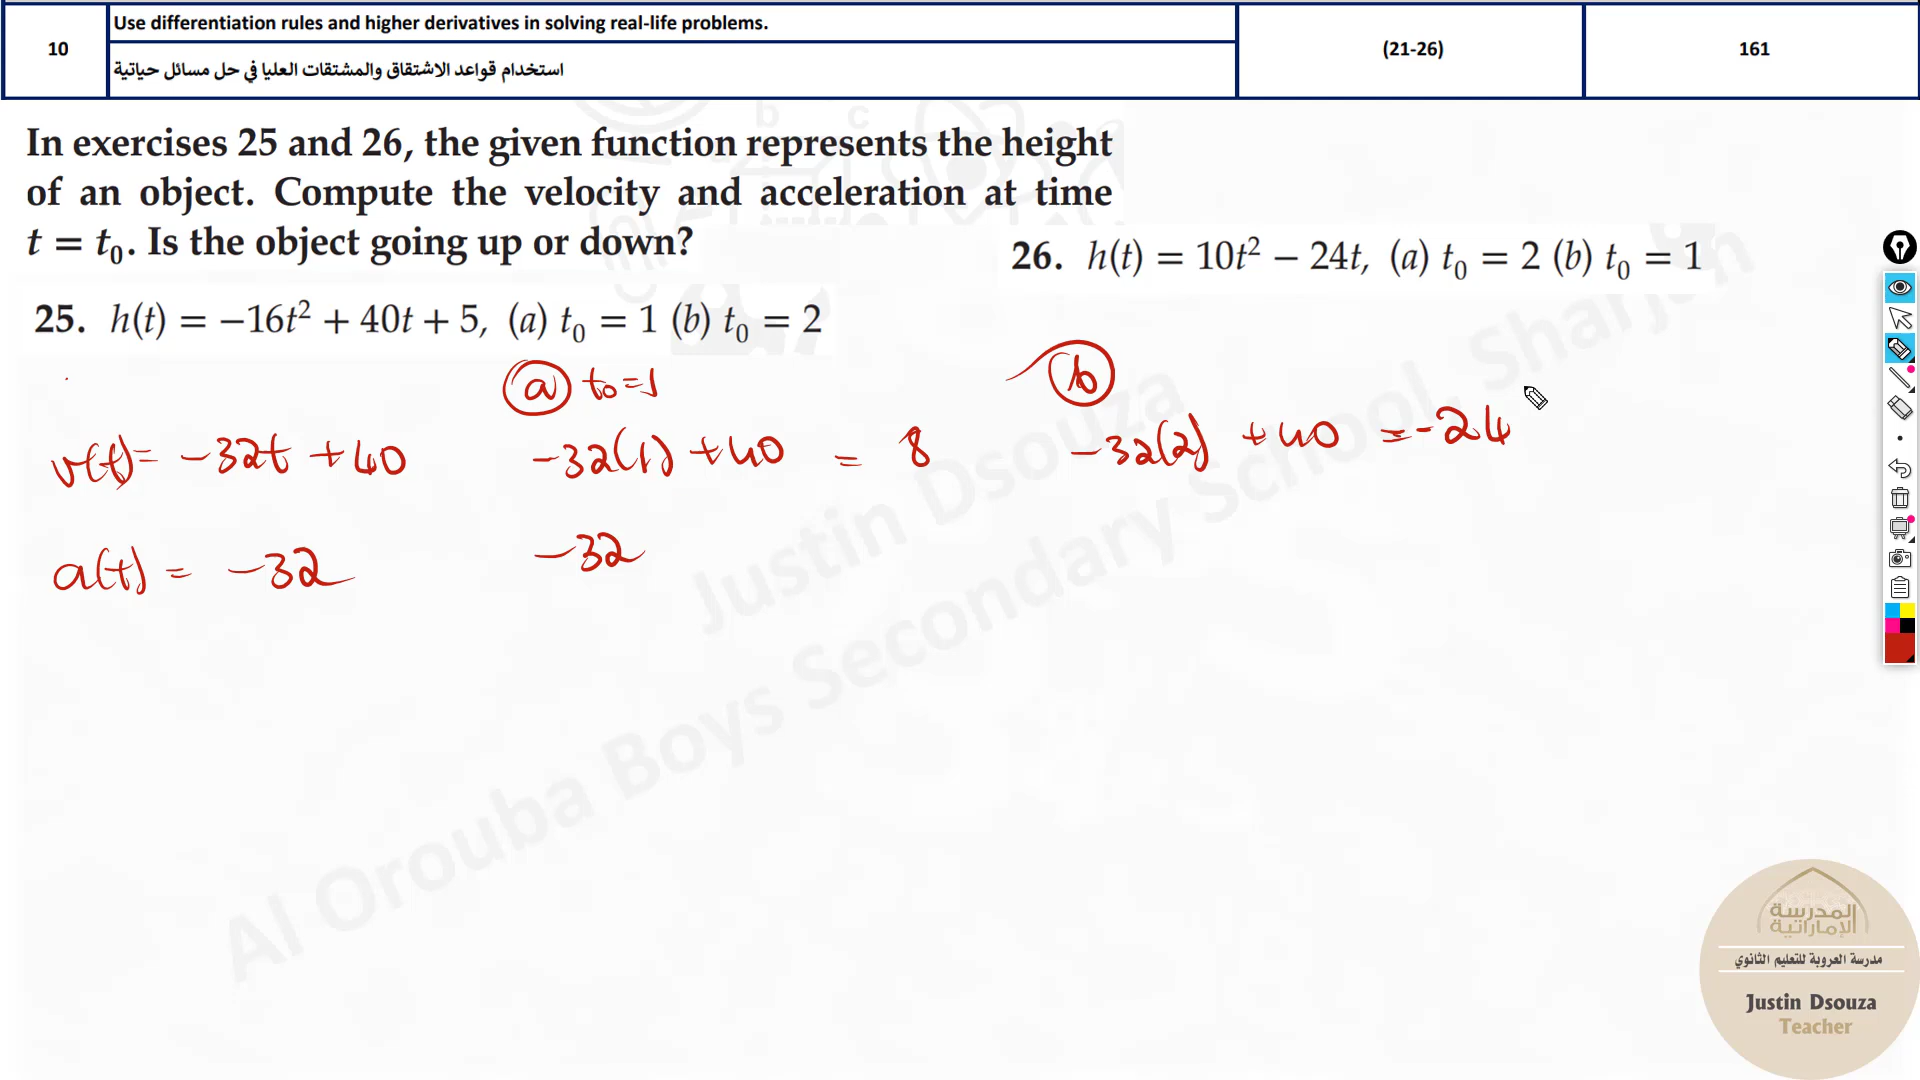 10
Use differentiation rules and higher derivatives in solving real-life problems.
استخدام قواعد الاشتقاق والمشتقات العليا في حل مسائل حياتية
(21-26)
161
In exercises 25 and 26, the given function represents the height
of an object. Compute the velocity and acceleration at time
t = t₀. Is the object going up or down?
26. h(t) = 10t² − 24t, (a) t₀ = 2 (b) t₀ = 1
25. h(t) = −16t² + 40t + 5, (a) t₀ = 1 (b) t₀ = 2
a t₀=1
b
v(t)= −32t +40
−32(1) +40 = 8
−32(2) +40 =−24
a(t) = −32
−32
Justin Dsouza
Al Orouba Boys Secondary School, Sharjah
المدرسة
الإماراتية
مدرسة العروبة للتعليم الثانوي
Justin Dsouza
Teacher